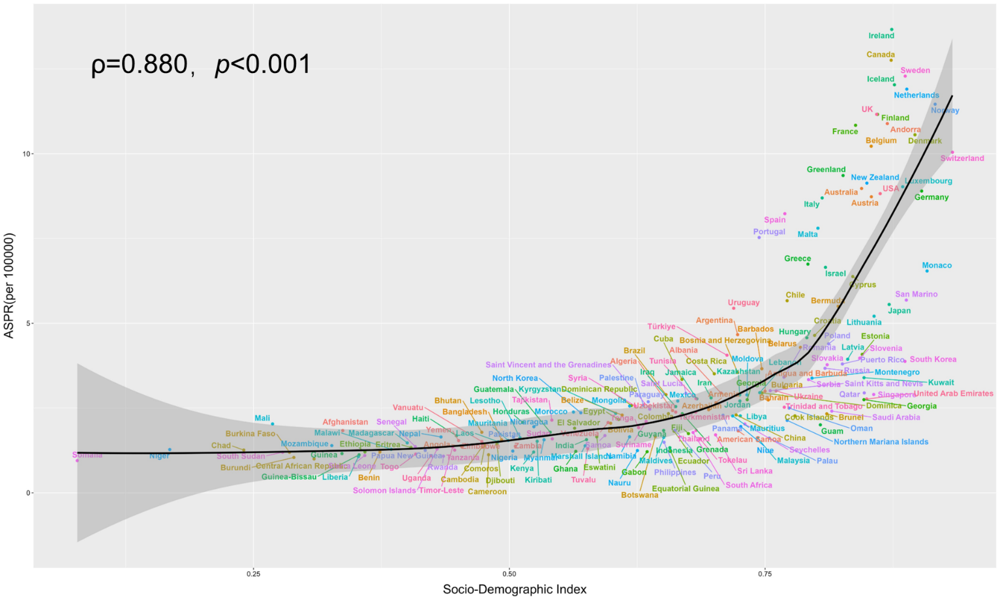 ρ=0.880, p<0.001
Ireland
Canada
Sweden
Iceland
Netherlands
UK
Norway
Finland
France
Andorra
Belgium
Denmark
Switzerland
Greenland
New Zealand
Luxembourg
Australia
USA
Germany
Italy
Austria
Spain
Portugal
Malta
Greece
Monaco
Israel
Cyprus
Chile
San Marino
Uruguay
Bermuda
Japan
Argentina
Lithuania
Türkiye
Barbados
Croatia
Hungary
Cuba
Bosnia and Herzegovina
Poland
Estonia
Belarus
Brazil
Albania
Romania
Latvia
Slovenia
Saint Vincent and the Grenadines
Algeria
Tunisia
Costa Rica
Moldova
Lebanon
Slovakia
Puerto Rico
South Korea
North Korea
Syria
Palestine
Iraq
Jamaica
Kazakhstan
Antigua and Barbuda
Russia
Montenegro
Guatemala
Kyrgyzstan
Dominican Republic
Saint Lucia
Iran
Georgia
Bulgaria
Serbia
Saint Kitts and Nevis
Kuwait
Bhutan
Lesotho
Tajikistan
Belize
Mongolia
Paraguay
Mexico
Armenia
Bahrain
Ukraine
Qatar
Singapore
United Arab Emirates
Vanuatu
Bangladesh
Honduras
Morocco
Egypt
Uzbekistan
Azerbaijan
Jordan
Trinidad and Tobago
Dominica
Georgia
Mali
Afghanistan
Senegal
Haiti
Mauritania
Nicaragua
El Salvador
Tonga
Colombia
Turkmenistan
Libya
Cook Islands
Brunei
Saudi Arabia
Burkina Faso
Malawi
Madagascar
Nepal
Yemen
Laos
Pakistan
Sudan
Venezuela
Bolivia
Guyana
Fiji
Panama
Mauritius
Guam
Oman
Chad
Mozambique
Ethiopia
Eritrea
Angola
Zimbabwe
Zambia
India
Samoa
Suriname
Thailand
American Samoa
China
Northern Mariana Islands
Somalia
Niger
South Sudan
Guinea
Papua New Guinea
Tanzania
Nigeria
Myanmar
Marshall Islands
Namibia
Indonesia
Grenada
Niue
Seychelles
Burundi
Central African Republic
Sierra Leone
Togo
Rwanda
Comoros
Kenya
Ghana
Eswatini
Maldives
Ecuador
Tokelau
Malaysia
Palau
Guinea-Bissau
Liberia
Benin
Uganda
Cambodia
Djibouti
Kiribati
Tuvalu
Nauru
Gabon
Philippines
Peru
Sri Lanka
Solomon Islands
Timor-Leste
Cameroon
Botswana
Equatorial Guinea
South Africa
10
5
0
ASPR(per 100000)
0.25
0.50
0.75
Socio-Demographic Index